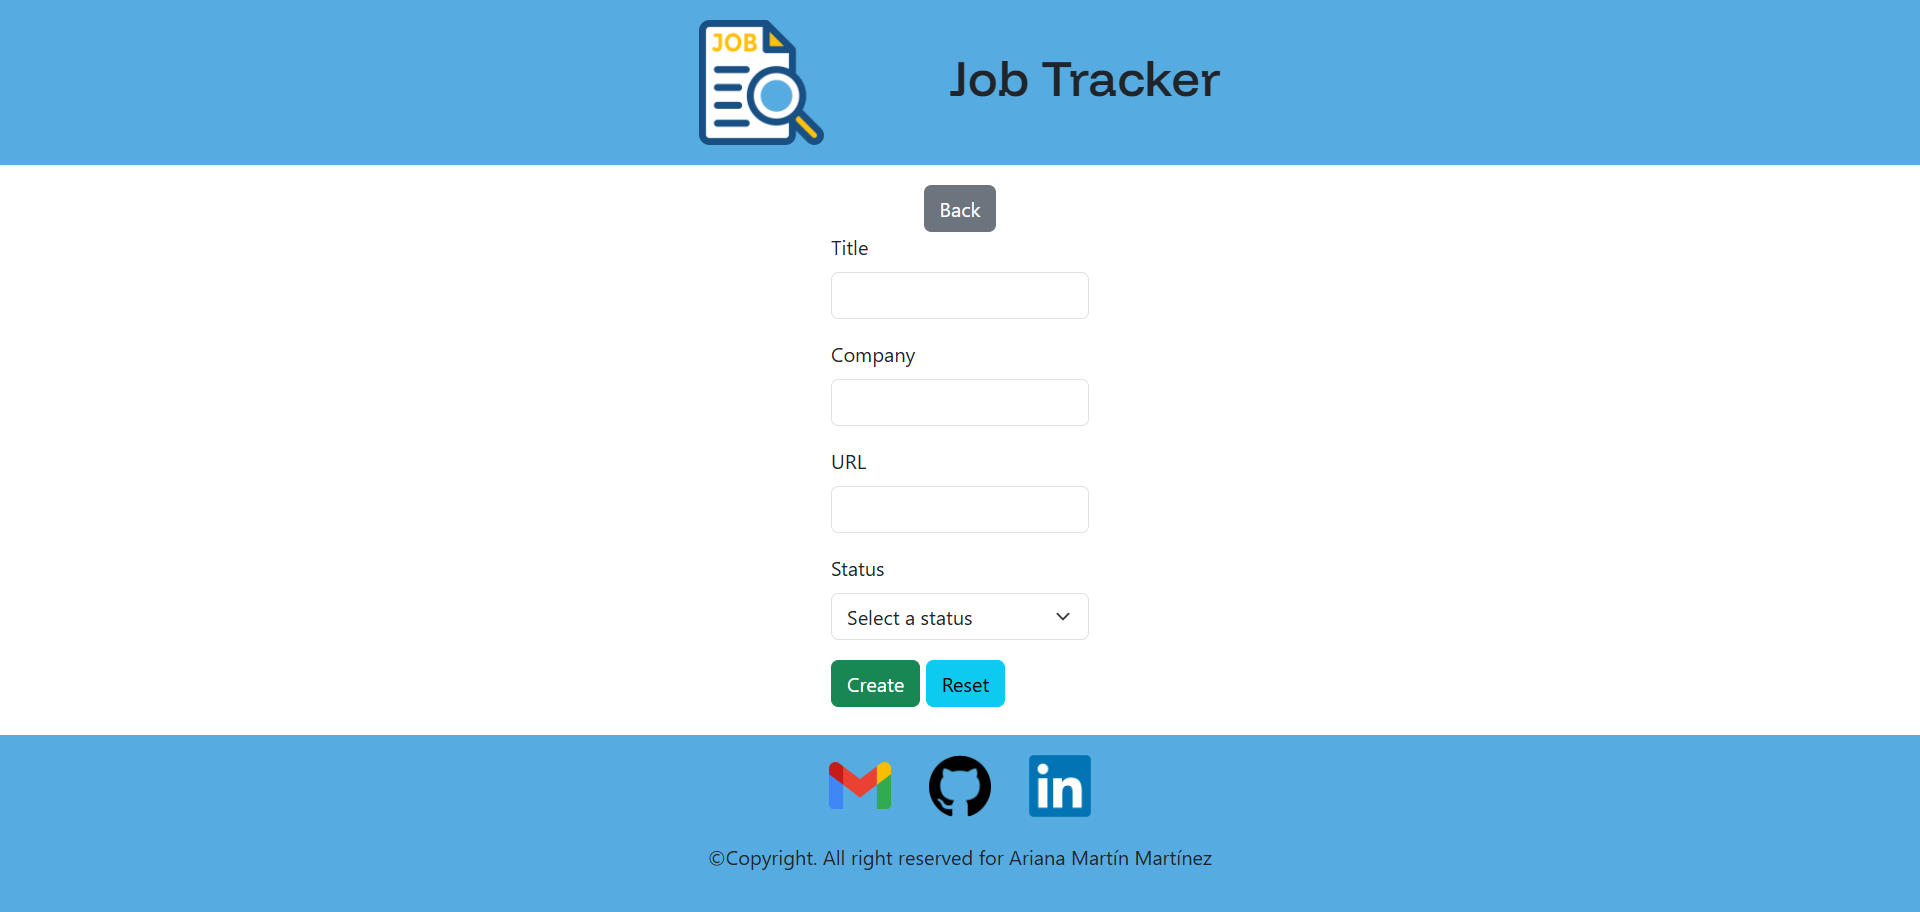 JOB
Job Tracker
Back
Title
Company
URL
Status
Select a status
Create Reset
in
©Copyright. All right reserved for Ariana Martín Martínez